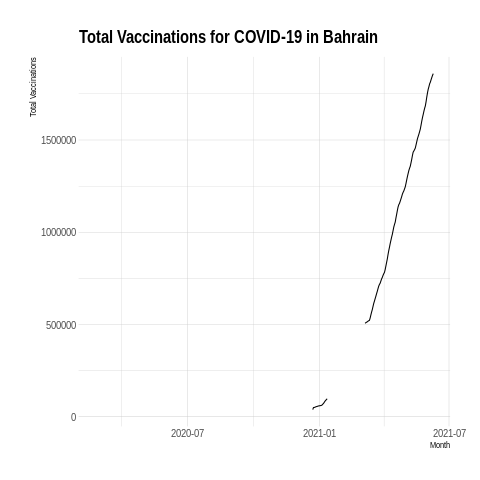 Total Vaccinations for COVID-19 in Bahrain
Total Vaccinations
1500000
1000000
500000
0
2020-07
2021-01
2021-07
Month